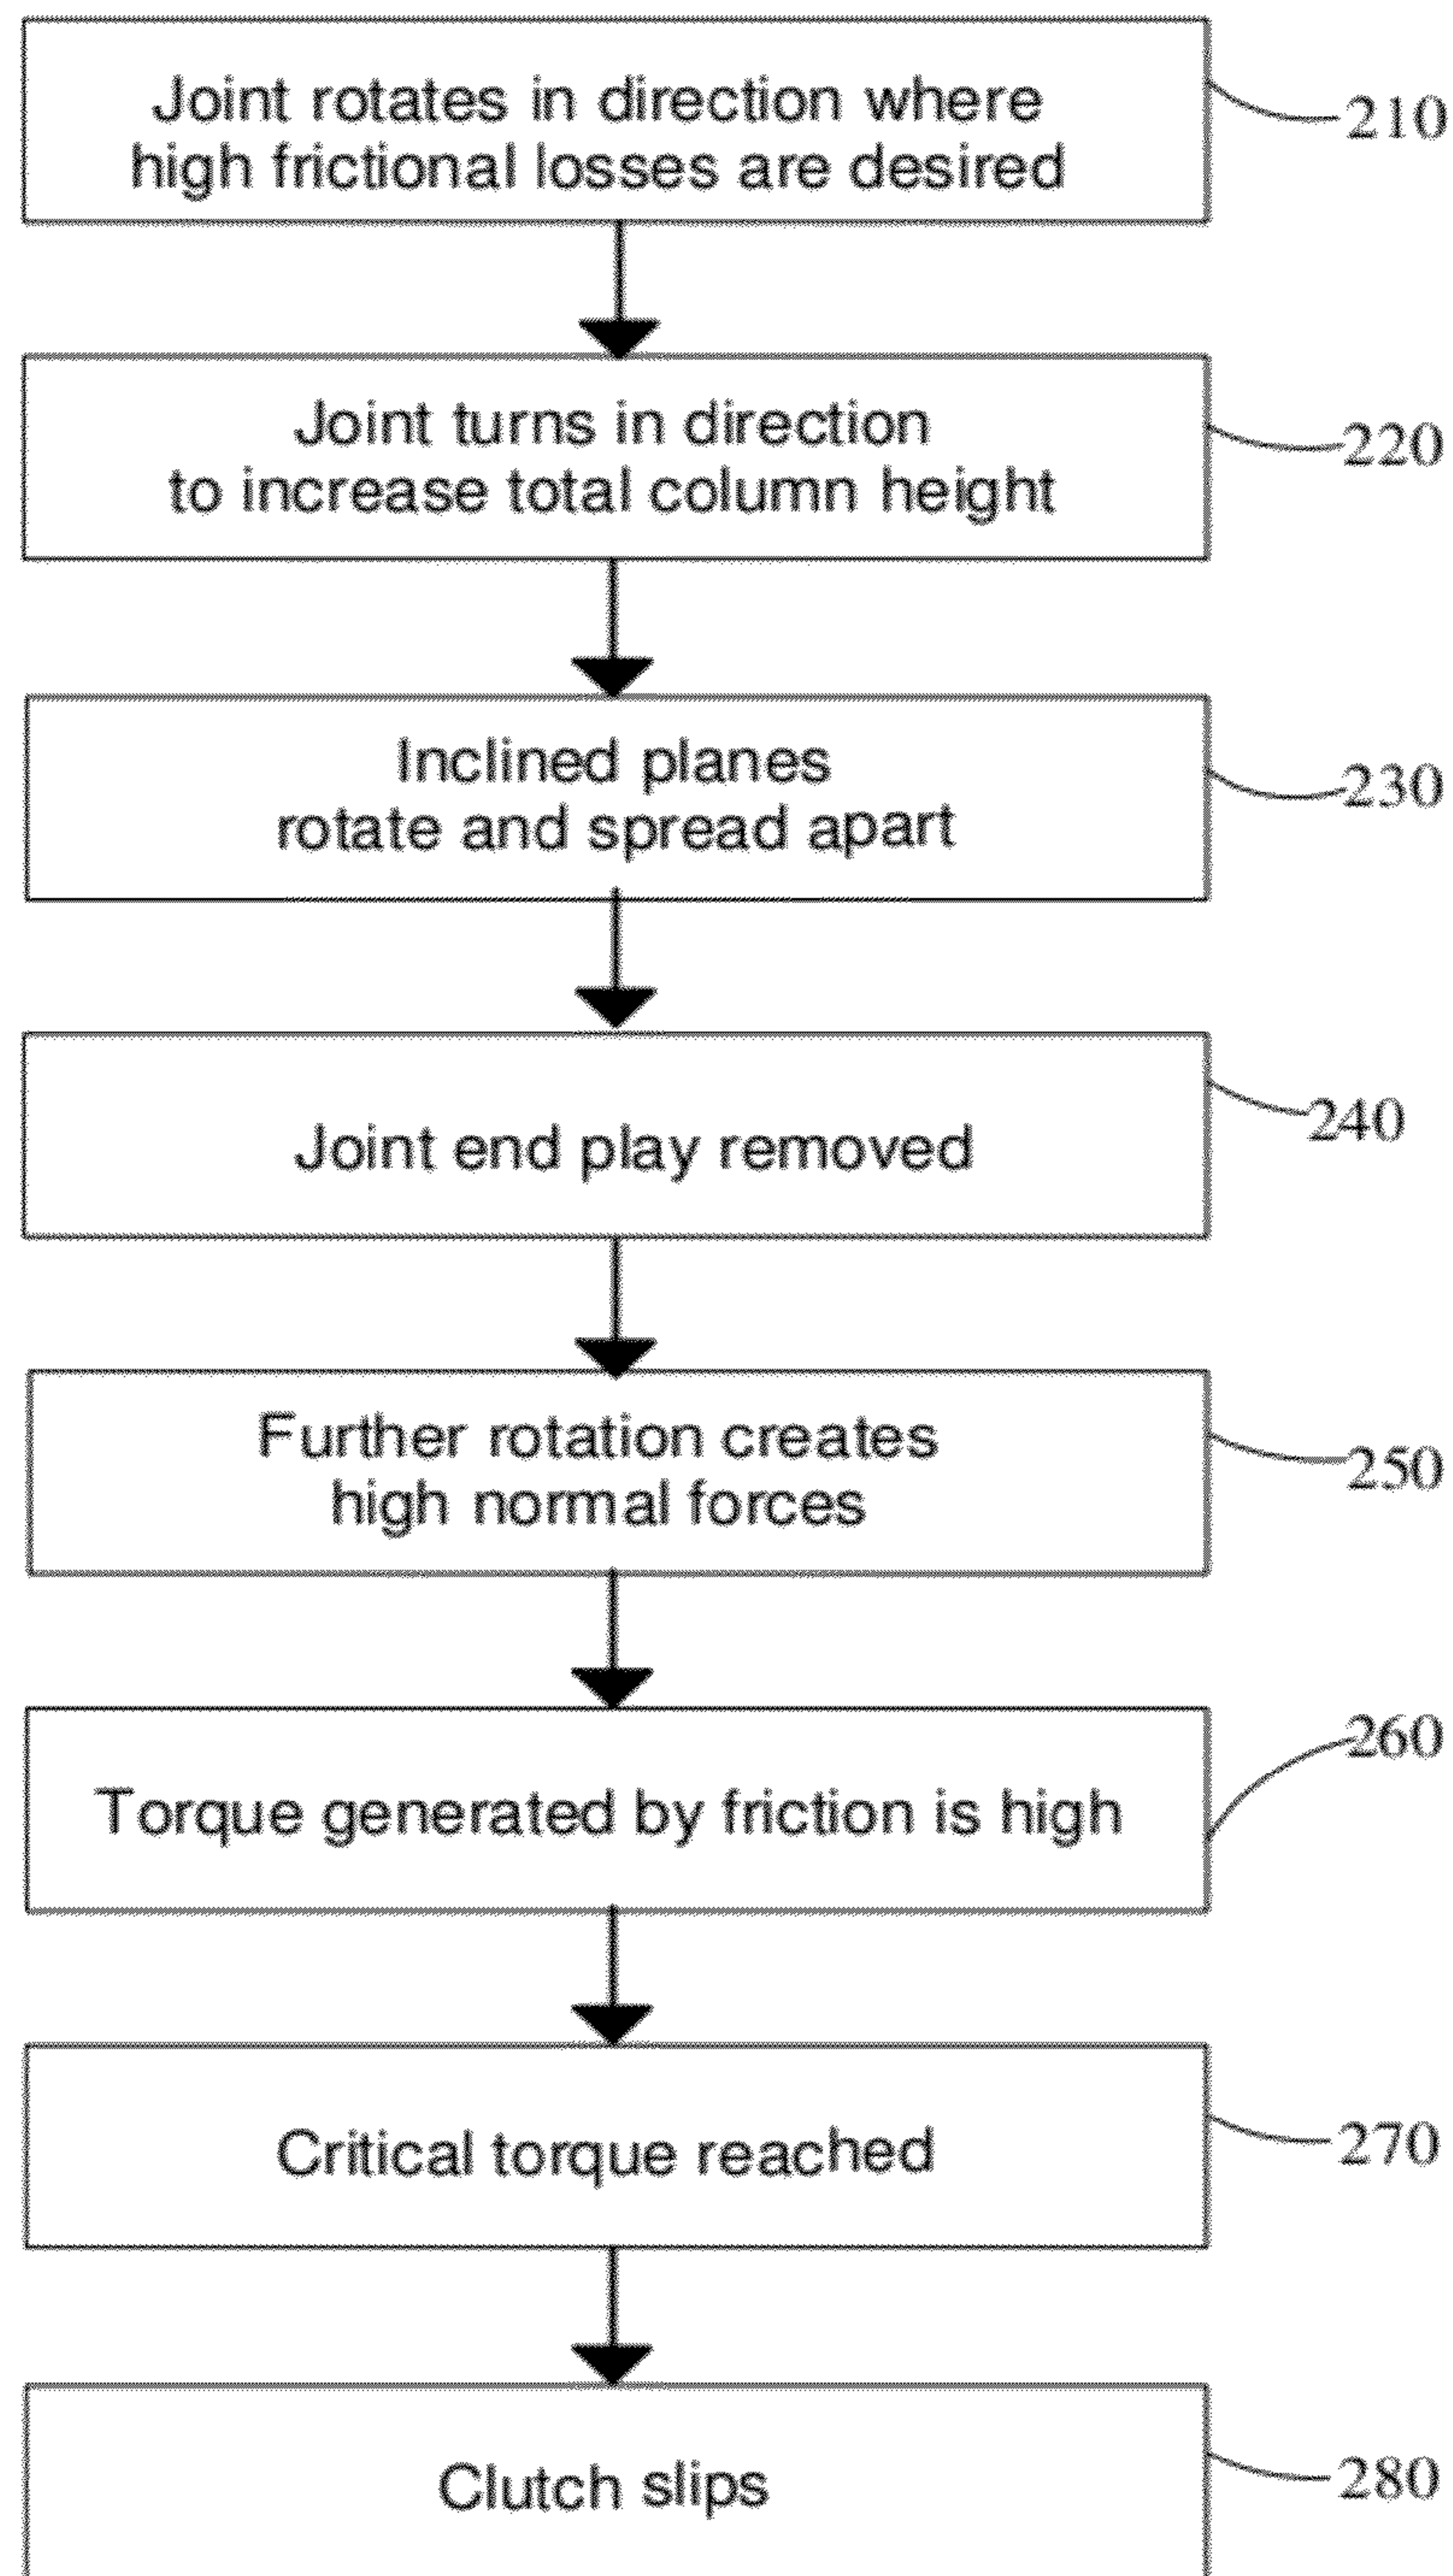 Joint rotates in direction where
high frictional losses are desired
210
Joint turns in direction
to increase total column height
220
Inclined planes
rotate and spread apart
230
Joint end play removed
240
Further rotation creates
high normal forces
250
Torque generated by friction is high
260
Critical torque reached
270
Clutch slips
280